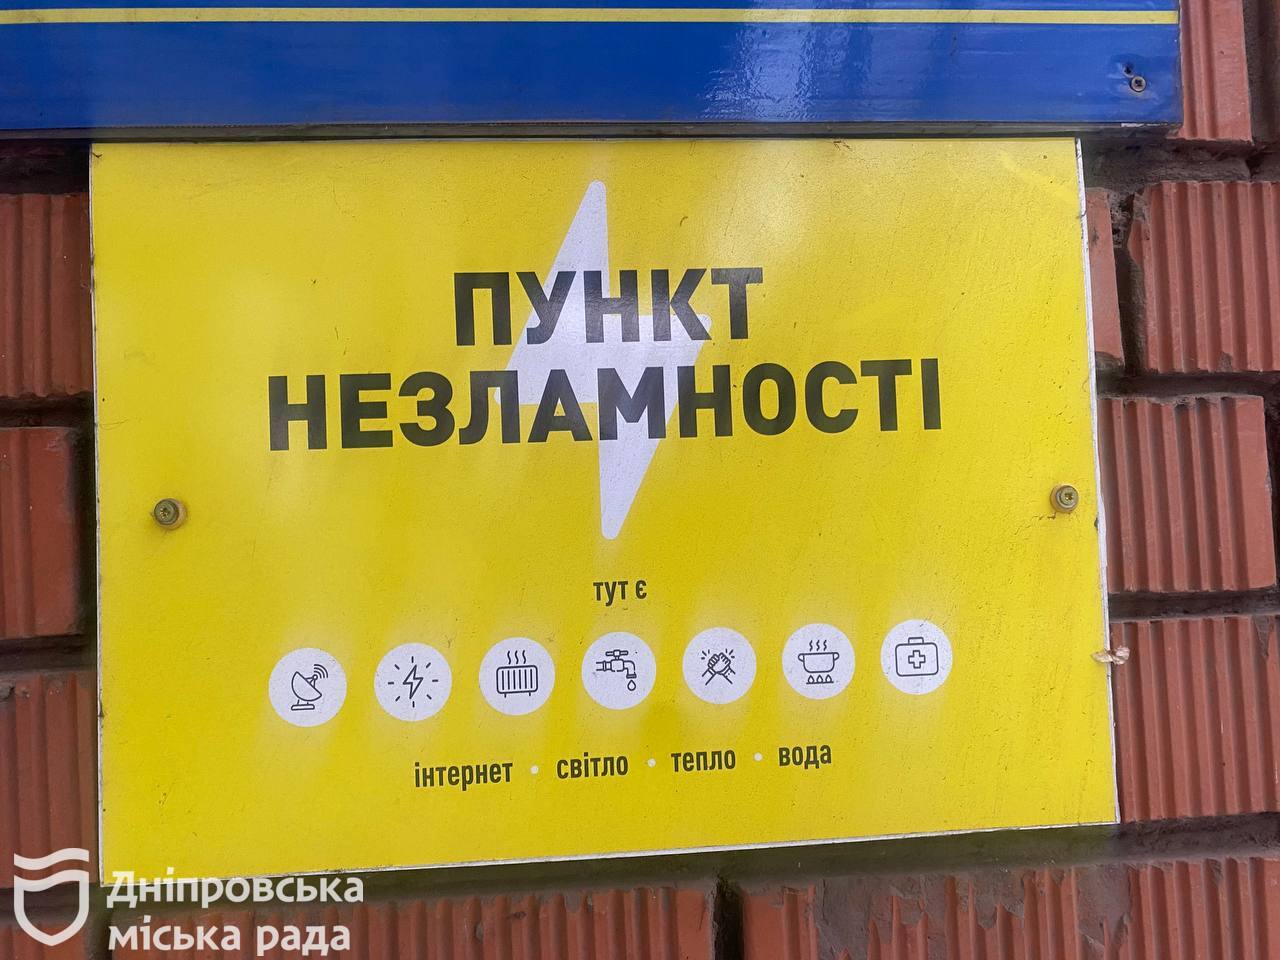 ПУНКТ
НЕЗЛАМНОСТІ
тут є
інтернет • світло • тепло • вода
Дніпровська
міська рада